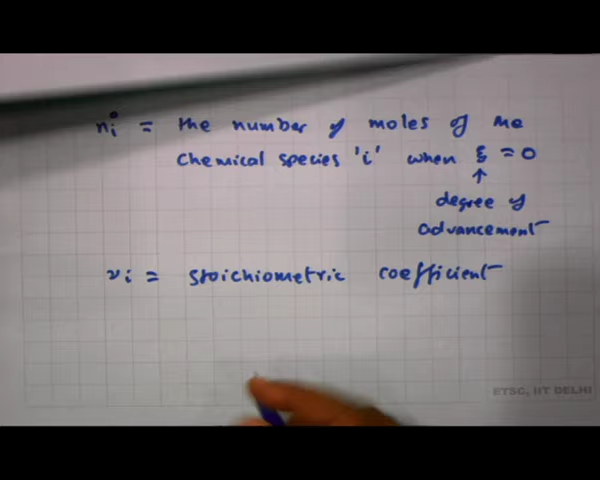 nᵢ° = the number of moles of the
chemical species 'i' when ξ = 0
↑
degree of
advancement
νᵢ = stoichiometric coefficient
ETSC, IIT DELHI